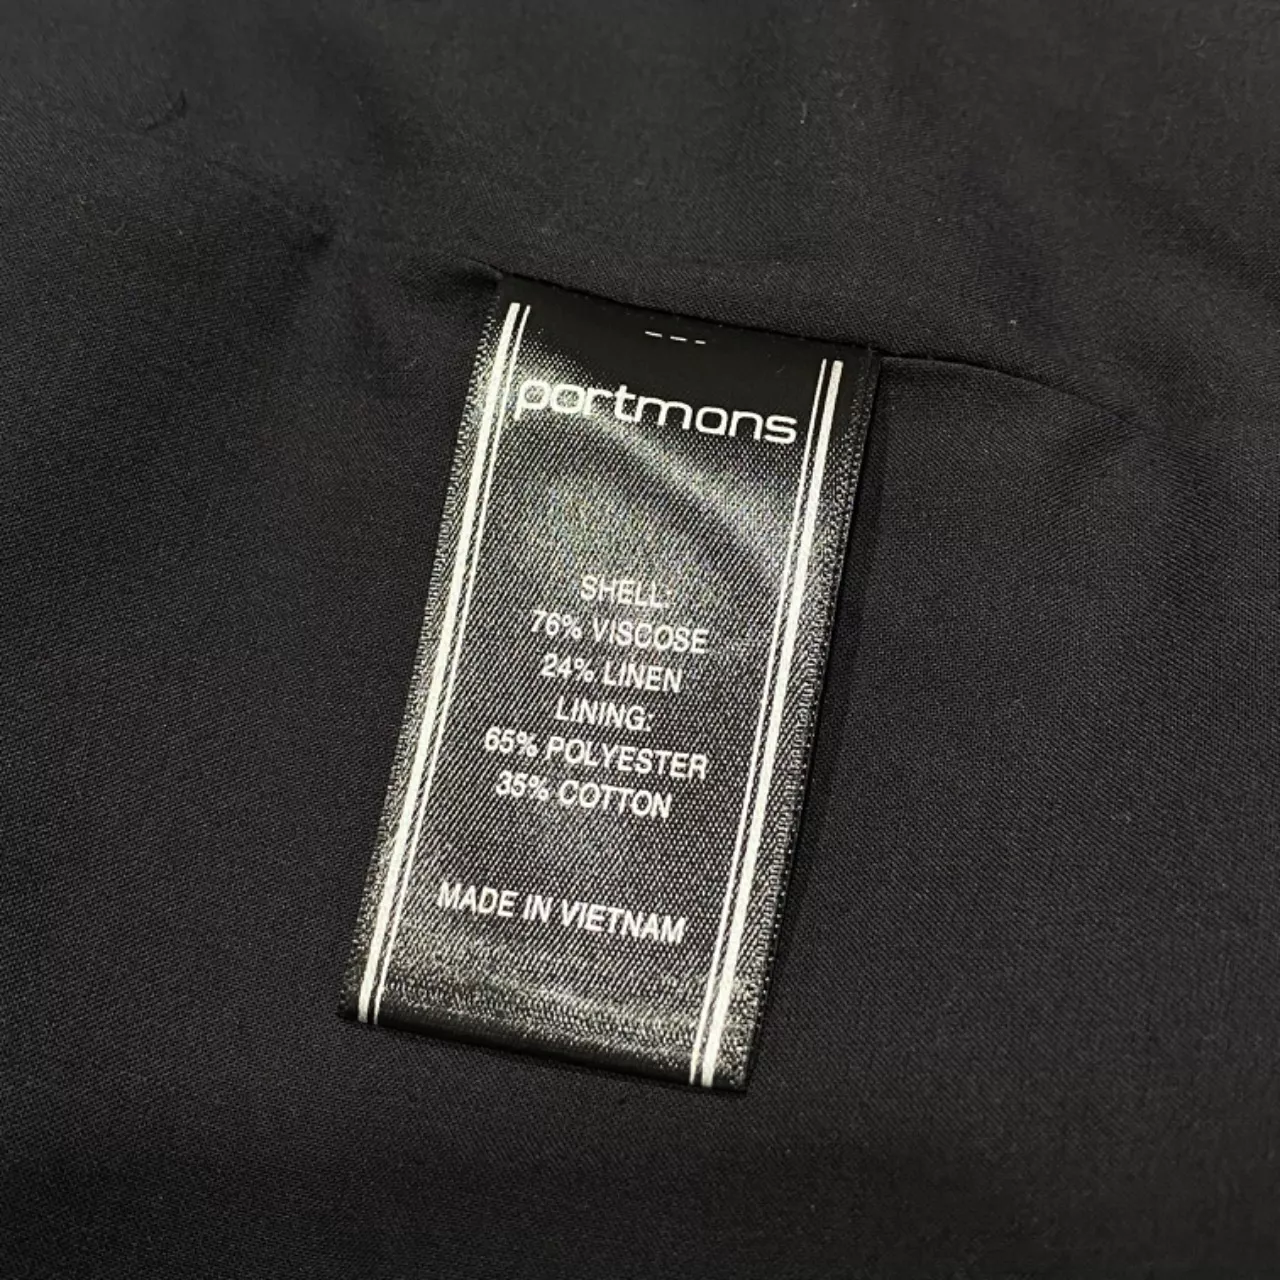 portmans
SHELL:
76% VISCOSE
24% LINEN
LINING:
65% POLYESTER
35% COTTON
MADE IN VIETNAM